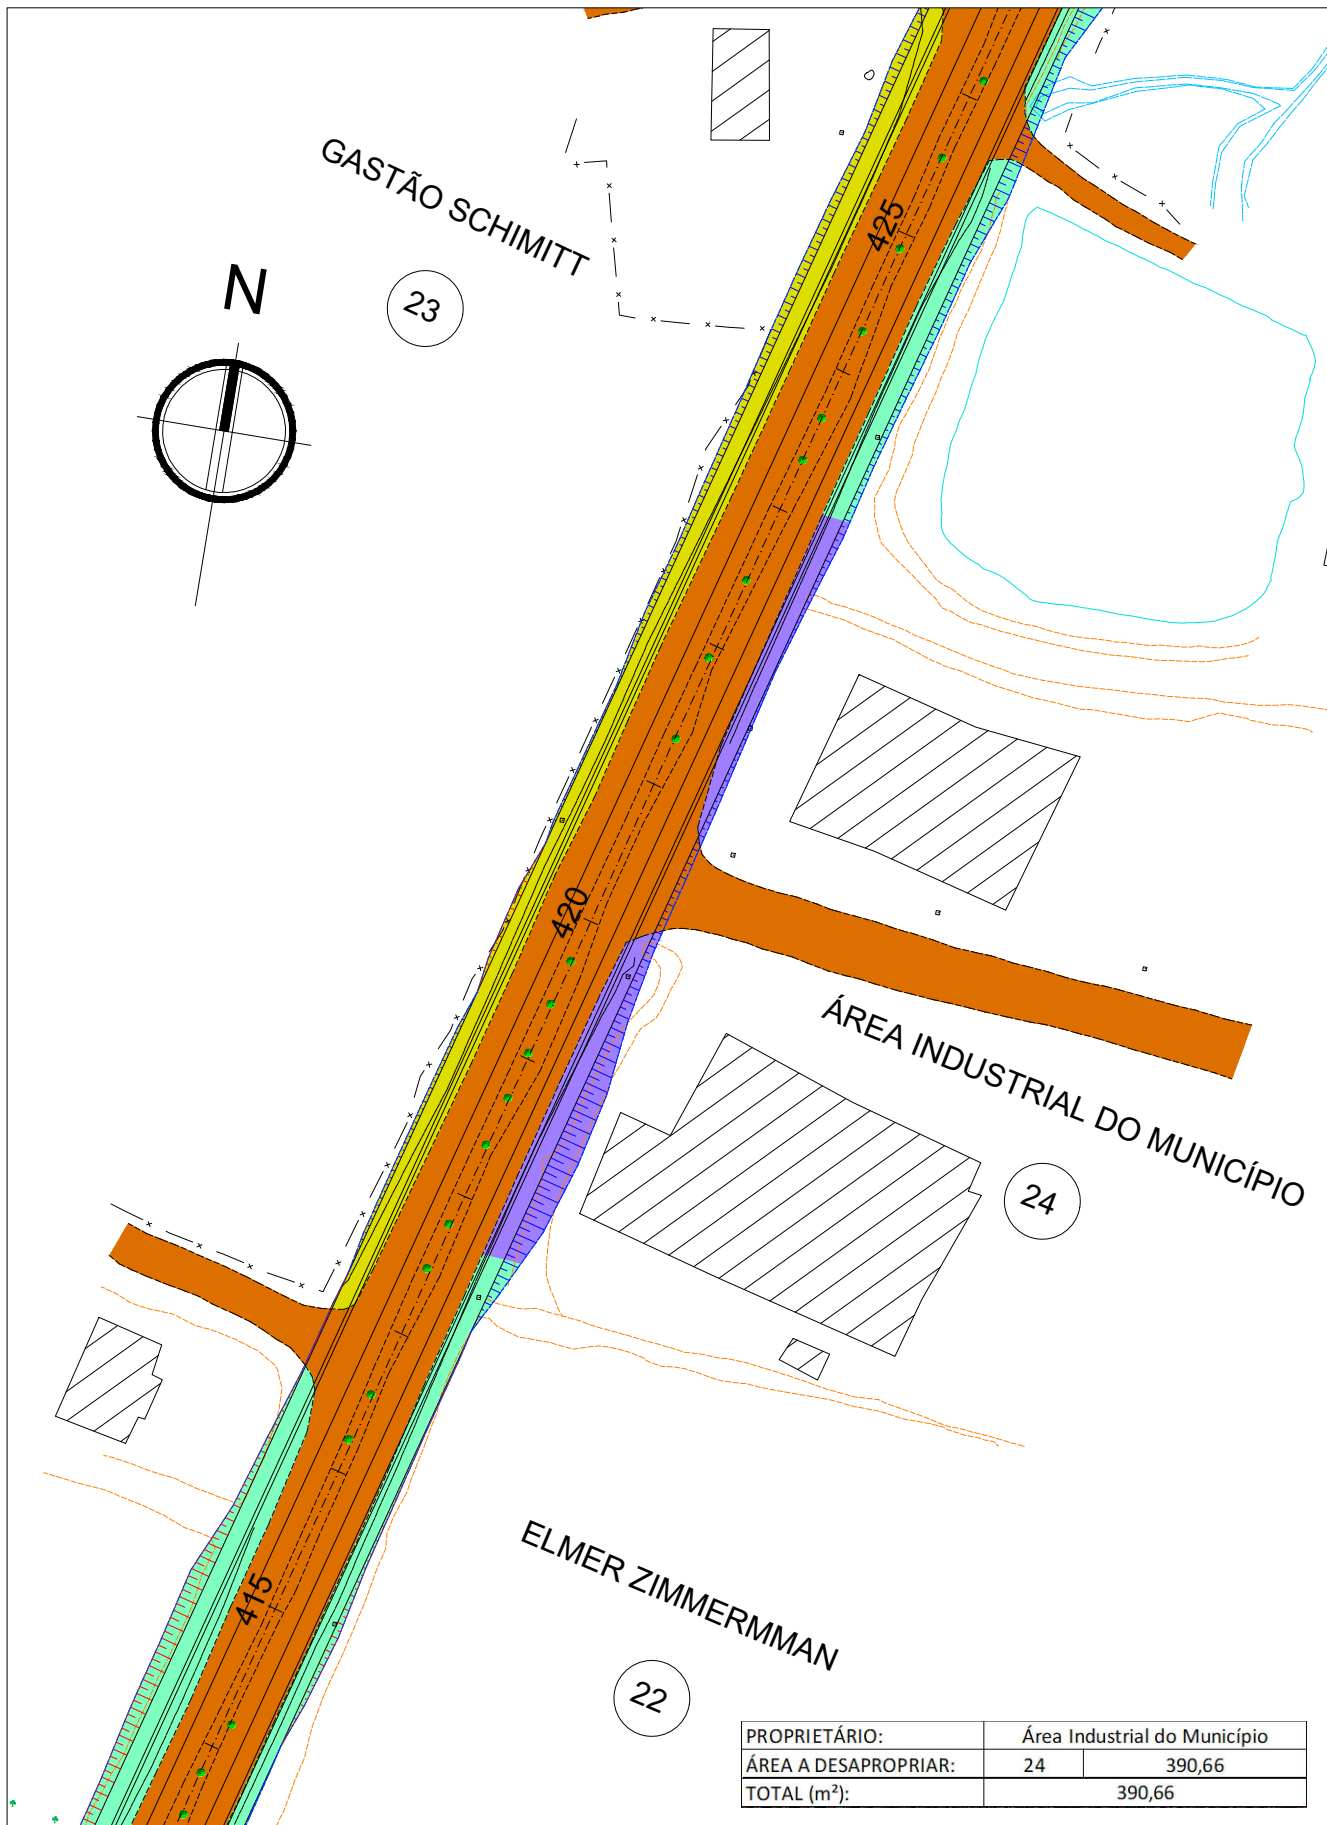 GASTÃO SCHIMITT
23
N
425
420
ÁREA INDUSTRIAL DO MUNICÍPIO
24
415
ELMER ZIMMERMMAN
22
PROPRIETÁRIO: Área Industrial do Município
ÁREA A DESAPROPRIAR: 24 390,66
TOTAL (m²): 390,66